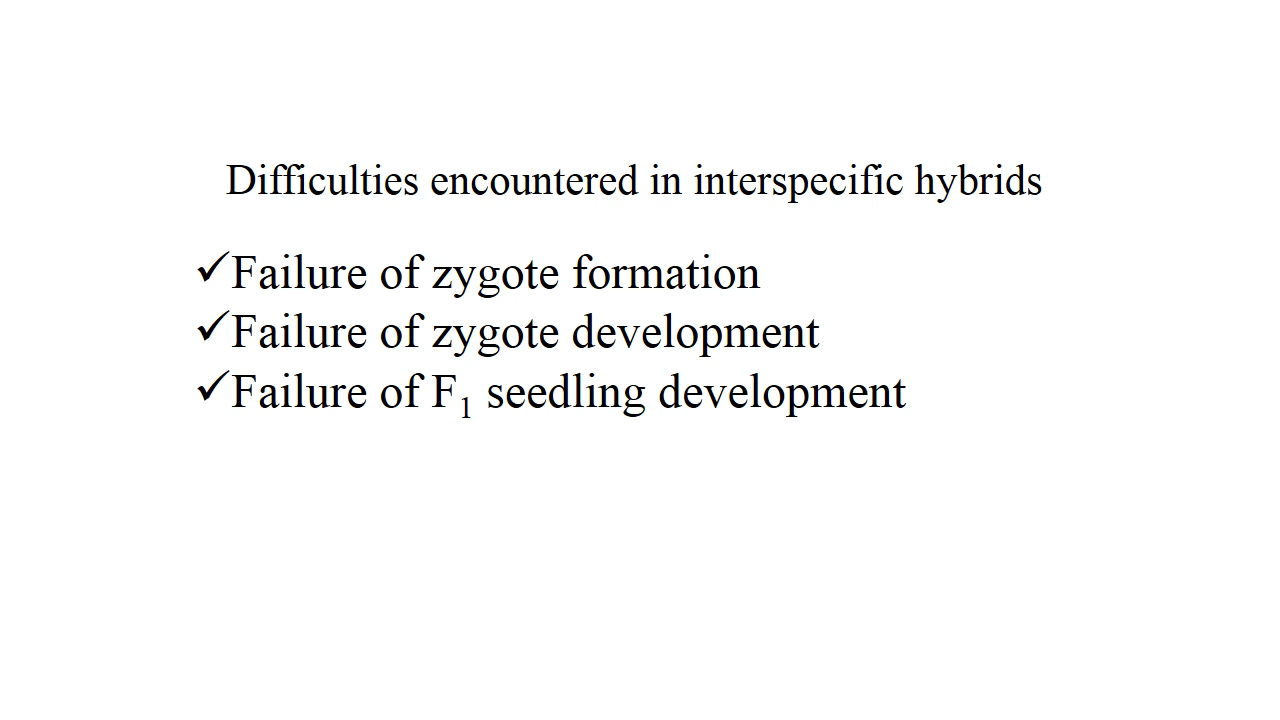 Difficulties encountered in interspecific hybrids
✓Failure of zygote formation
✓Failure of zygote development
✓Failure of F₁ seedling development